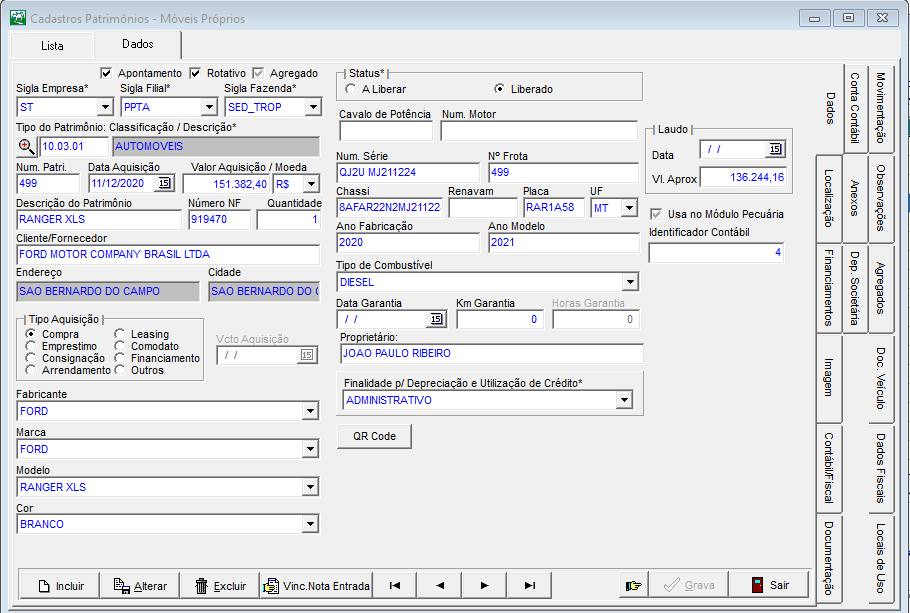 Cadastros Patrimônios - Móveis Próprios
Lista
Dados
Apontamento Rotativo Agregado
Sigla Empresa* Sigla Filial* Sigla Fazenda*
ST PPTA SED_TROP
Tipo do Patrimônio: Classificação / Descrição*
10.03.01 AUTOMOVEIS
Num. Patri. Data Aquisição Valor Aquisição / Moeda
499 11/12/2020 15 151.382,40 R$
Descrição do Patrimônio Número NF Quantidade
RANGER XLS 919470 1
Cliente/Fornecedor
FORD MOTOR COMPANY BRASIL LTDA
Endereço Cidade
SAO BERNARDO DO CAMPO SAO BERNARDO DO
Tipo Aquisição
Compra Leasing
Emprestimo Comodato
Consignação Financiamento
Arrendamento Outros
Vcto Aquisição
/ / 15
Fabricante
FORD
Marca
FORD
Modelo
RANGER XLS
Cor
BRANCO
Status*
A Liberar Liberado
Cavalo de Potência Num. Motor
Num. Série Nº Frota
QJ2U MJ211224 499
Chassi Renavam Placa UF
8AFAR22N2MJ21122 RAR1A58 MT
Ano Fabricação Ano Modelo
2020 2021
Tipo de Combustível
DIESEL
Data Garantia Km Garantia Horas Garantia
/ / 15 0 0
Proprietário:
JOAO PAULO RIBEIRO
Finalidade p/ Depreciação e Utilização de Crédito*
ADMINISTRATIVO
QR Code
Laudo
Data / / 15
Vl. Aprox 136.244,16
Usa no Módulo Pecuária
Identificador Contábil
4
Dados
Conta Contábil
Movimentação
Localização
Anexos
Observações
Financiamentos
Dep. Societária
Agregados
Imagem
Doc. Veículo
Contábil/Fiscal
Dados Fiscais
Documentação
Locais de Uso
Incluir Alterar Excluir Vinc.Nota Entrada Grava Sair